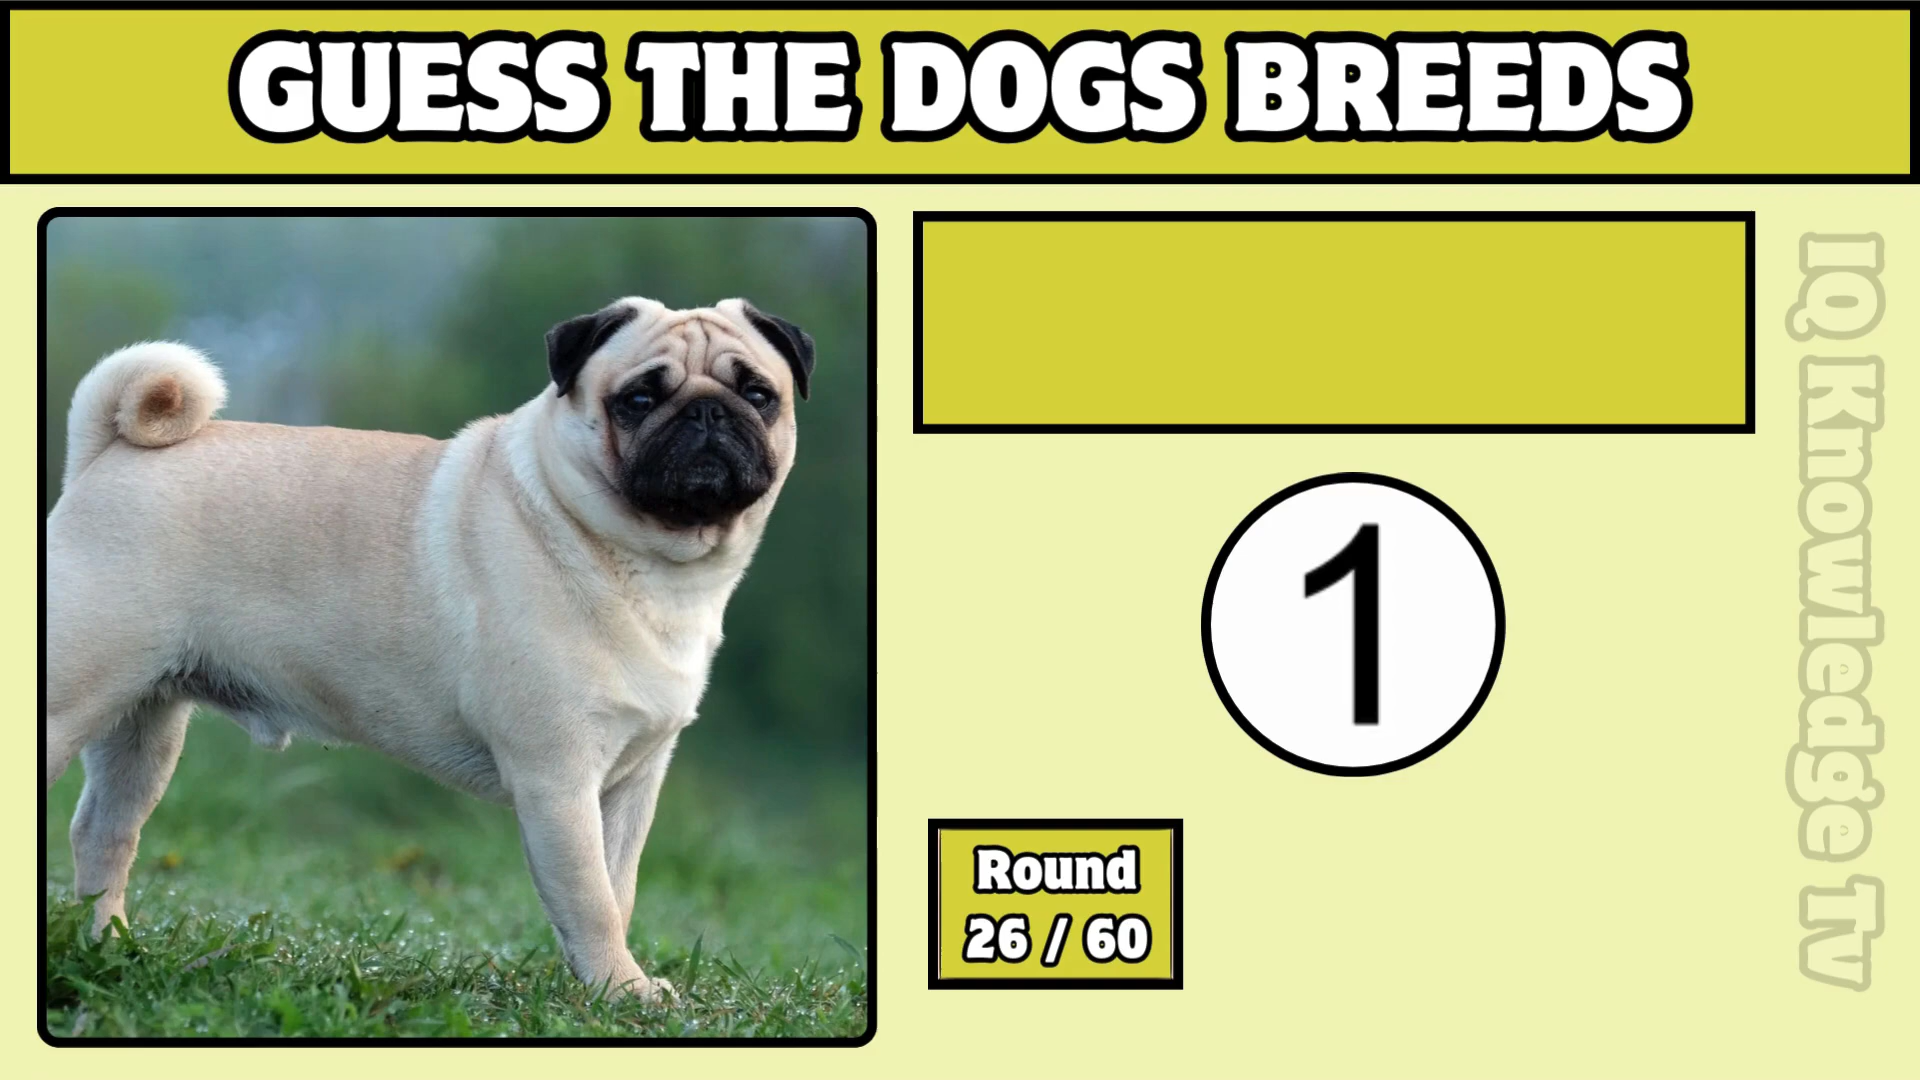 GUESS THE DOGS BREEDS
1
Round
26 / 60
IQ Knowledge TV